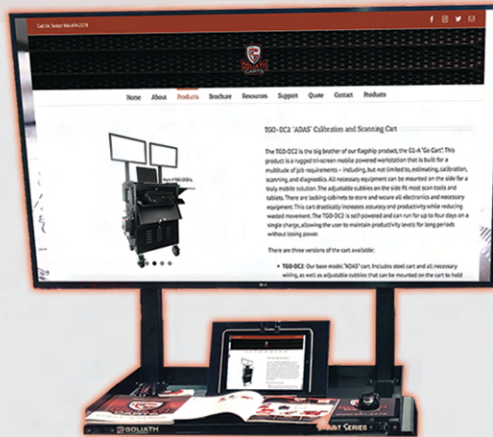 Call Us Today! 866.694.2378
GOLIATH
CARTS
Home About Products Brochure Resources Support Quote Contact Products
TGO-DC2 "ADAS" Calibration and Scanning Cart
The TGO-DC2 is the big brother of our flagship product, the G1-A "Go Cart". This
product is a rugged tri-screen mobile powered workstation that is built for a
multitude of job requirements – including, but not limited to, estimating, calibration,
scanning, and diagnostics. All necessary equipment can be mounted on the side for a
truly mobile solution. The adjustable cubbies on the side fit most scan tools and
tablets. There are locking cabinets to store and secure all electronics and necessary
equipment. This cart drastically increases accuracy and productivity while reducing
wasted movement. The TGO-DC2 is self-powered and can run for up to four days on a
single charge, allowing the user to maintain productivity levels for long periods
without losing power.
There are three versions of the cart available:
• TGO-DC2: Our base model "ADAS" cart. Includes steel cart and all necessary
wiring, as well as adjustable cubbies that can be mounted on the cart to hold
LG
CARTS
GOLIATH
SMART SERIES